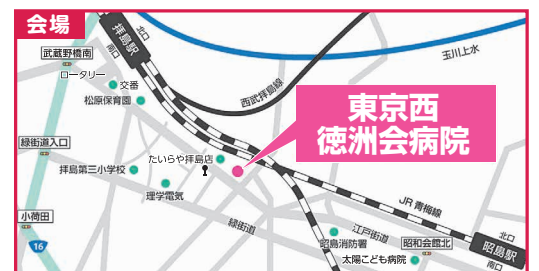 会場
拝島駅
北口
南口
武蔵野橋南
ロータリー
交番
松原保育園
玉川上水
西武拝島線
東京西
徳洲会病院
緑街道入口
拝島第三小学校
たいらや拝島店
理学電気
小荷田
16
緑街道
JR青梅線
江戸街道
昭島消防署
昭和会館北
太陽こども病院
北口
昭島駅
南口